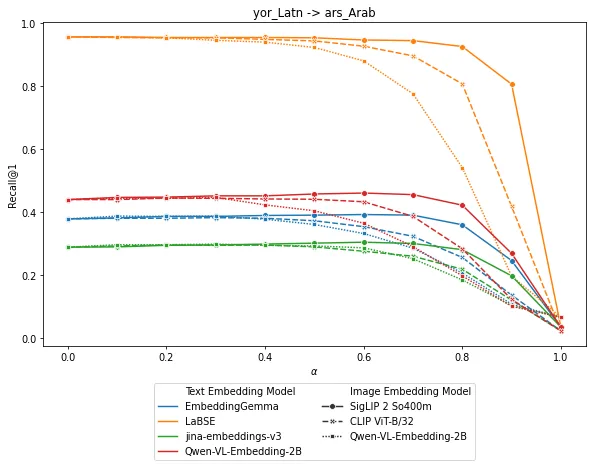 yor_Latn -> ars_Arab
Recall@1
1.0
0.8
0.6
0.4
0.2
0.0
0.0 0.2 0.4 0.6 0.8 1.0
α
Text Embedding Model
EmbeddingGemma
LaBSE
jina-embeddings-v3
Qwen-VL-Embedding-2B
Image Embedding Model
SigLIP 2 So400m
CLIP ViT-B/32
Qwen-VL-Embedding-2B